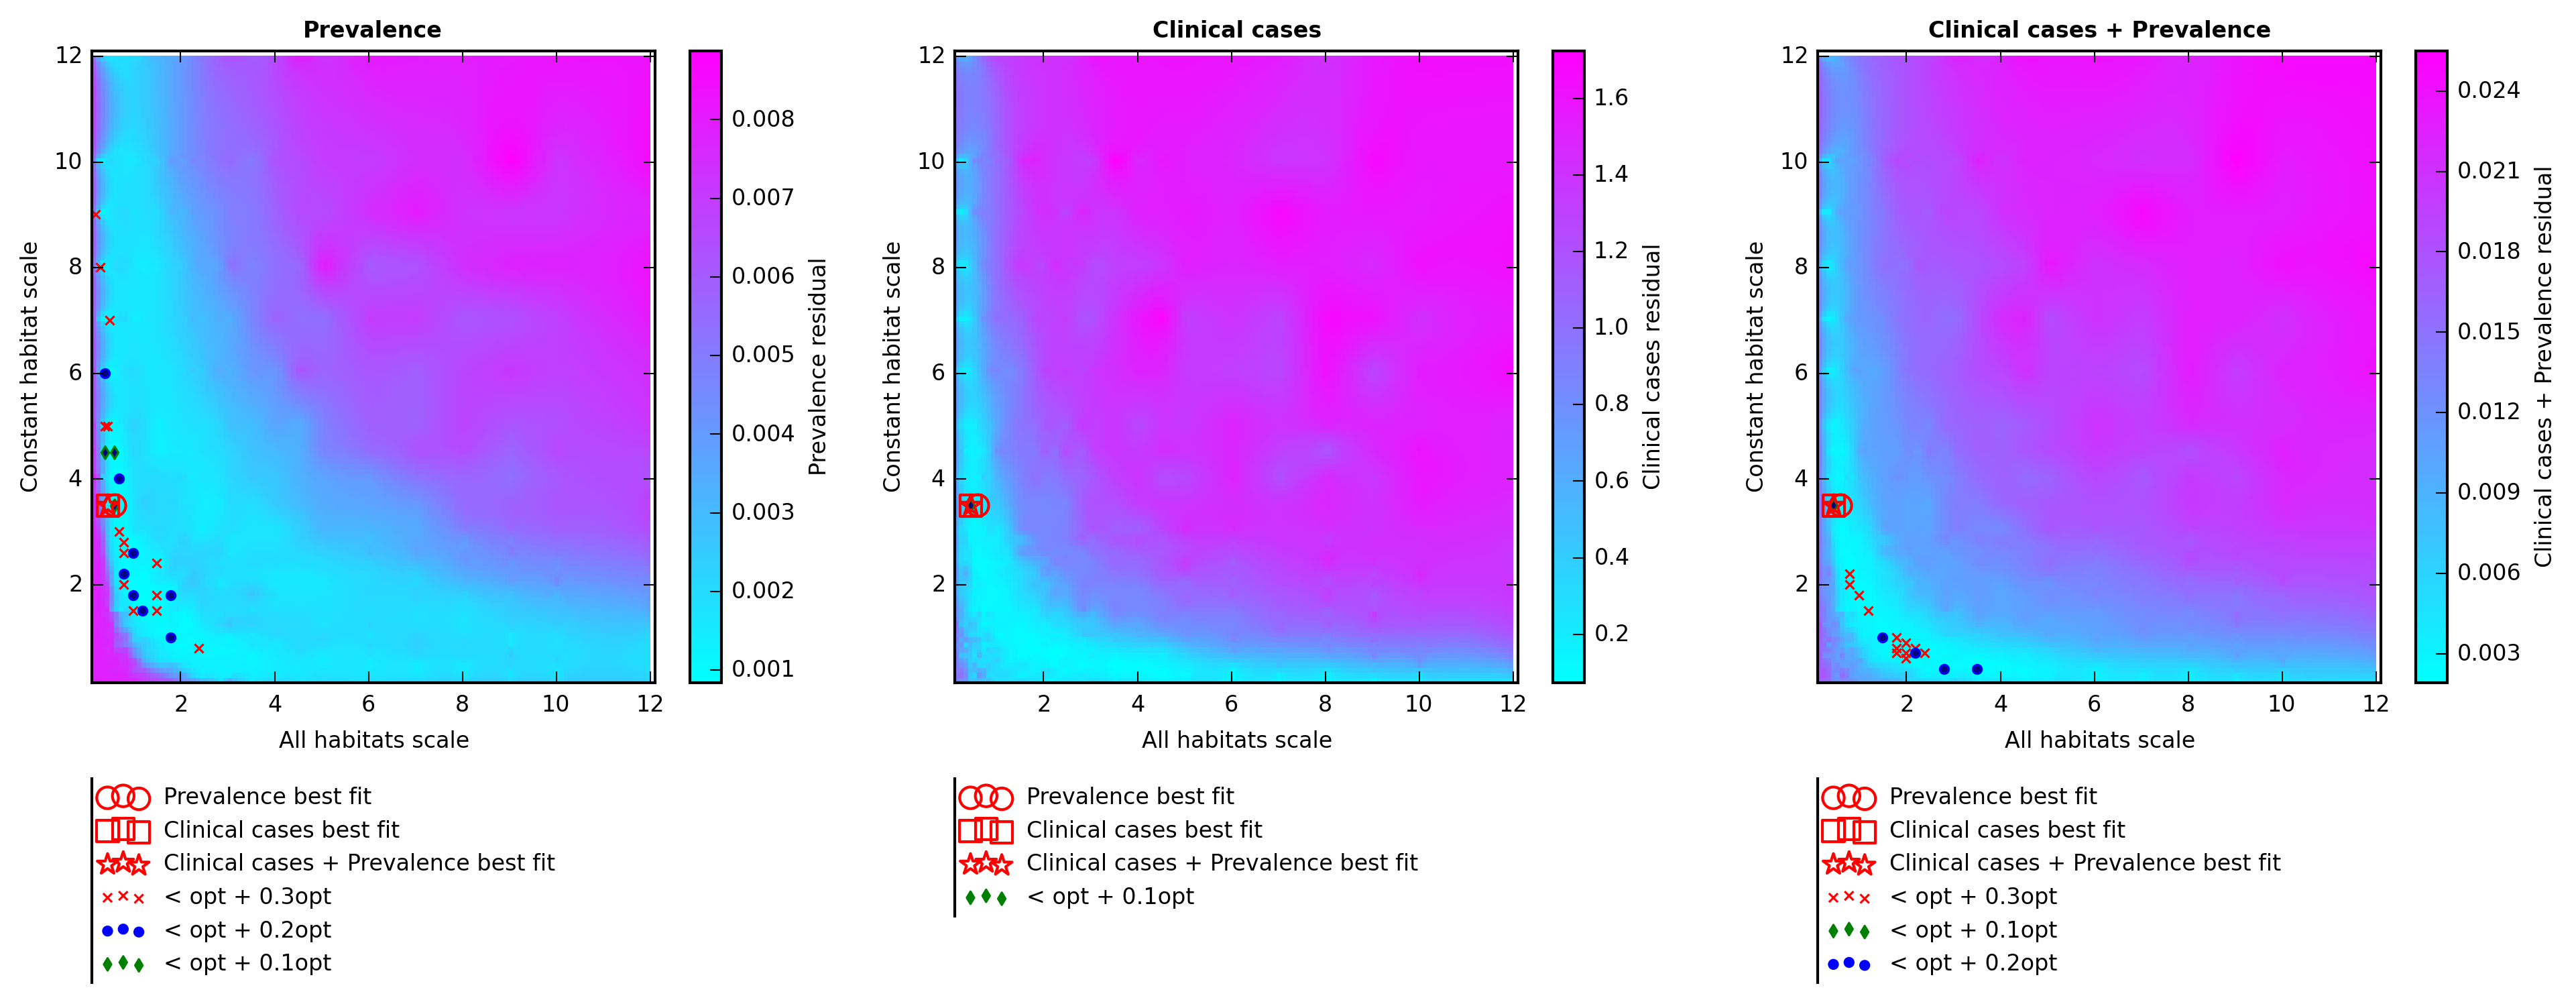 Prevalence
12
10
8
6
4
2
2
4
6
8
10
12
Constant habitat scale
All habitats scale
0.008
0.007
0.006
0.005
0.004
0.003
0.002
0.001
Prevalence residual
Prevalence best fit
Clinical cases best fit
Clinical cases + Prevalence best fit
< opt + 0.3opt
< opt + 0.2opt
< opt + 0.1opt
Clinical cases
12
10
8
6
4
2
2
4
6
8
10
12
Constant habitat scale
All habitats scale
1.6
1.4
1.2
1.0
0.8
0.6
0.4
0.2
Clinical cases residual
Prevalence best fit
Clinical cases best fit
Clinical cases + Prevalence best fit
< opt + 0.1opt
Clinical cases + Prevalence
12
10
8
6
4
2
2
4
6
8
10
12
Constant habitat scale
All habitats scale
0.024
0.021
0.018
0.015
0.012
0.009
0.006
0.003
Clinical cases + Prevalence residual
Prevalence best fit
Clinical cases best fit
Clinical cases + Prevalence best fit
< opt + 0.3opt
< opt + 0.1opt
< opt + 0.2opt